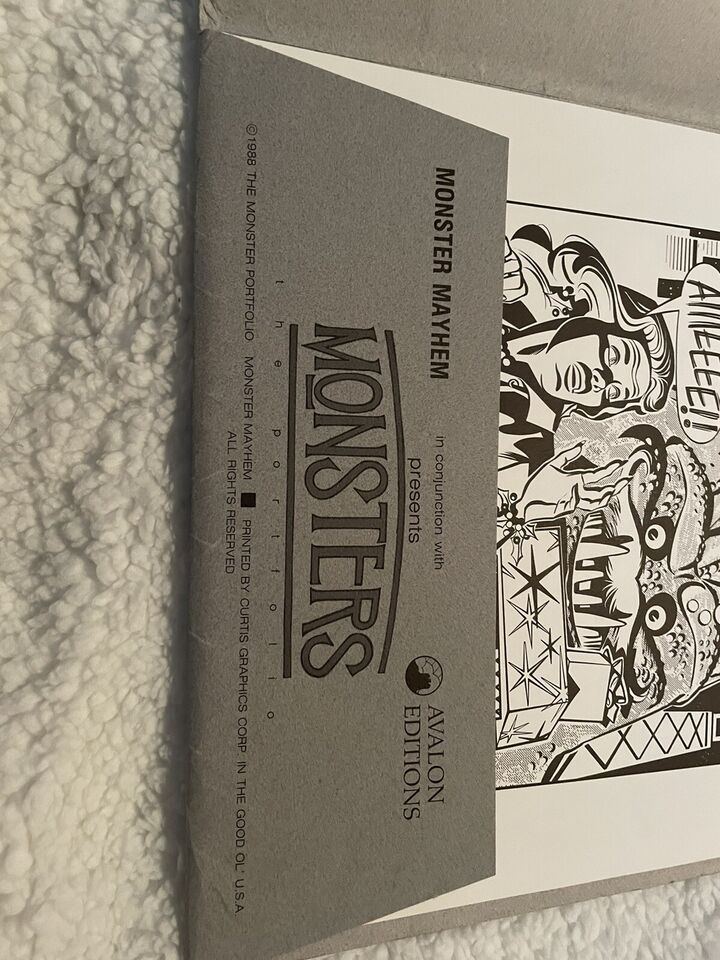 MONSTER MAYHEM
in conjunction with
AVALON
EDITIONS
presents
MONSTERS
the portfolio
©1988 THE MONSTER PORTFOLIO MONSTER MAYHEM ■ PRINTED BY CURTIS GRAPHICS CORP. IN THE GOOD OL' U.S.A.
ALL RIGHTS RESERVED